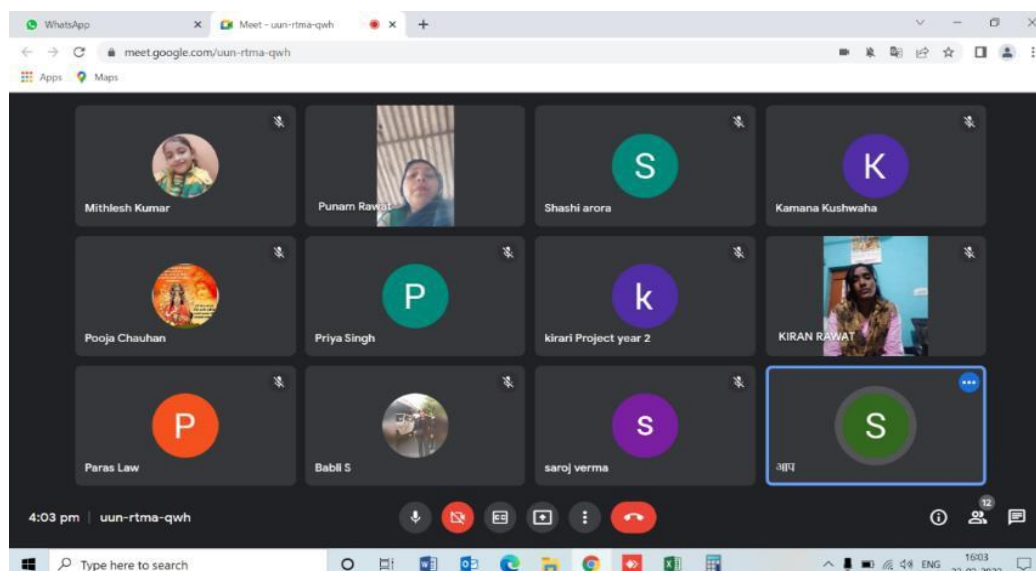 WhatsApp
Meet – uun-rtma-qwh
meet.google.com/uun-rtma-qwh
Apps
Maps
Mithlesh Kumar
Punam Rawat
S
Shashi arora
K
Kamana Kushwaha
Pooja Chauhan
P
Priya Singh
k
kirari Project year 2
KIRAN RAWAT
P
Paras Law
Babli S
s
saroj verma
S
आप
4:03 pm | uun-rtma-qwh
12
Type here to search
ENG
16:03